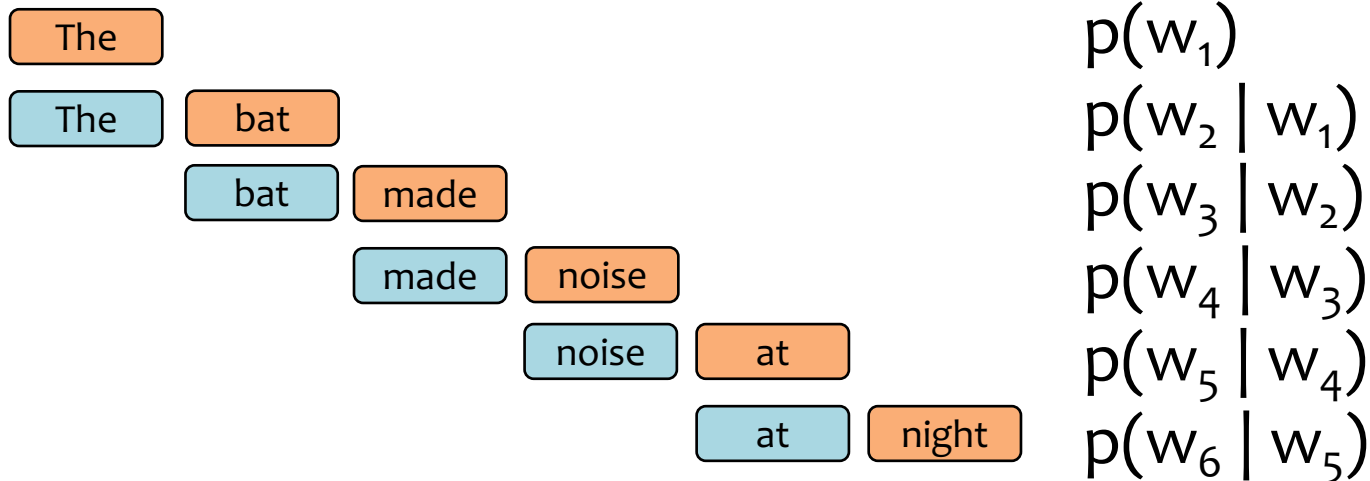 The p(w₁)
The bat p(w₂ | w₁)
bat made p(w₃ | w₂)
made noise p(w₄ | w₃)
noise at p(w₅ | w₄)
at night p(w₆ | w₅)